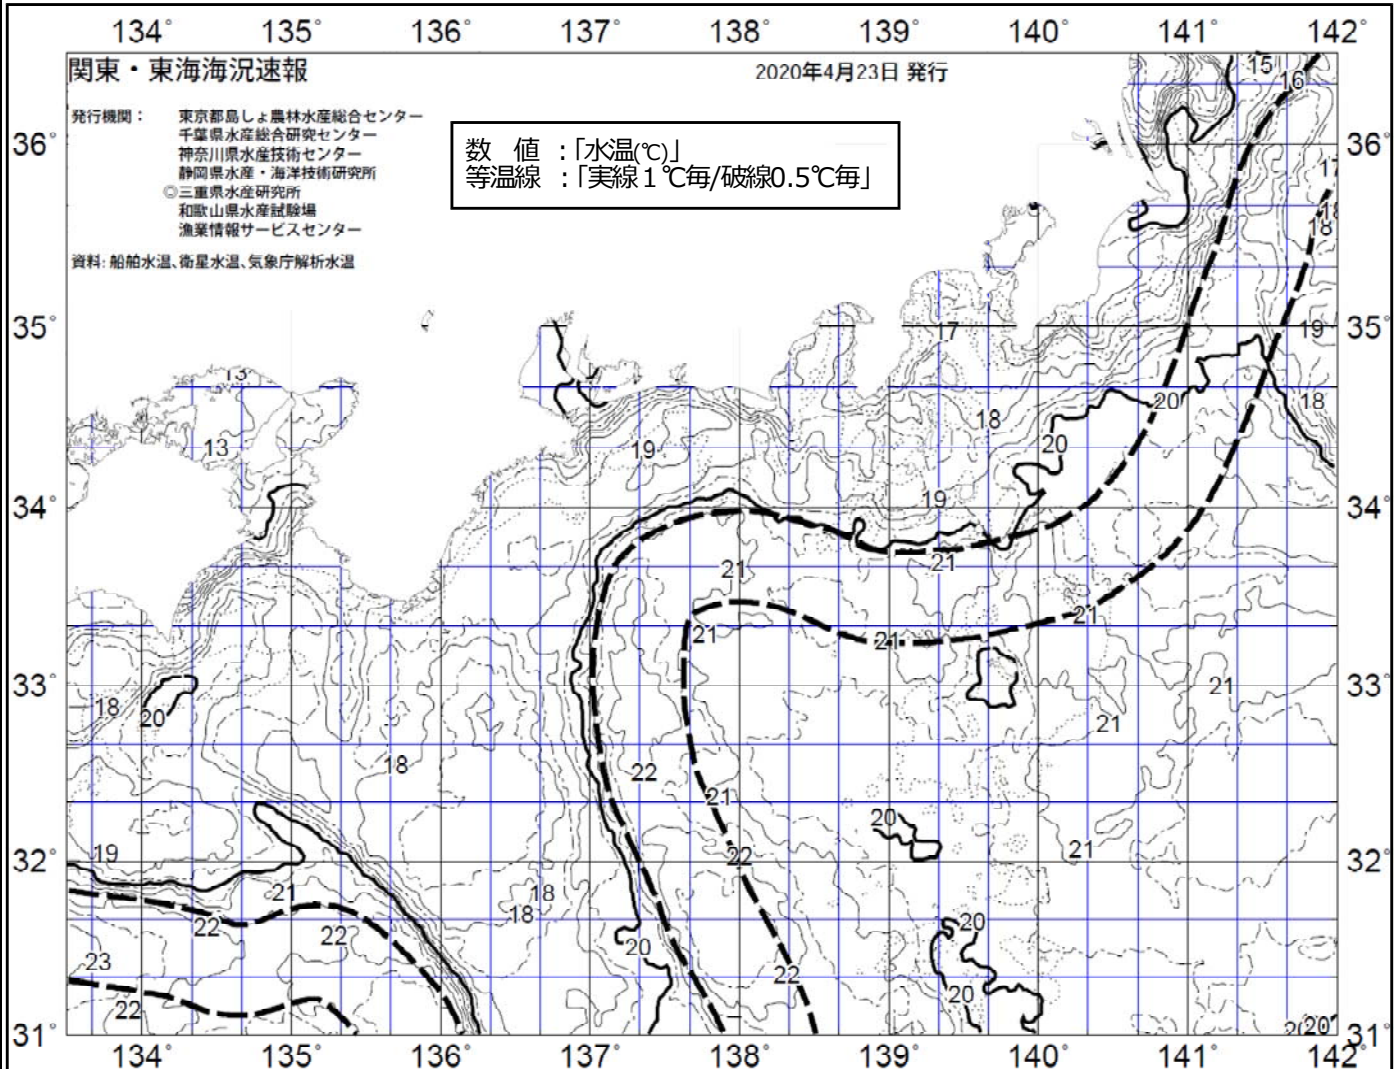 134° 135° 136° 137° 138° 139° 140° 141° 142°
関東・東海海況速報
2020年4月23日 発行
発行機関： 東京都島しょ農林水産総合センター
千葉県水産総合研究センター
神奈川県水産技術センター
静岡県水産・海洋技術研究所
◎三重県水産研究所
和歌山県水産試験場
漁業情報サービスセンター
資料: 船舶水温、衛星水温、気象庁解析水温
数　値 ：「水温(℃)」
等温線 ：「実線１℃毎/破線0.5℃毎」
15
16
36° 36°
17
18
18
35° 17 19 35°
13
20 18
18
13 19 20
34° 19 34°
21 21
21
21 21
33° 18 33°
20 21
21
18 22
21
20
32° 19 22 21 32°
21 18
18
22 22 20 20
23 22
22 20
31° 20 31°
134° 135° 136° 137° 138° 139° 140° 141° 142°